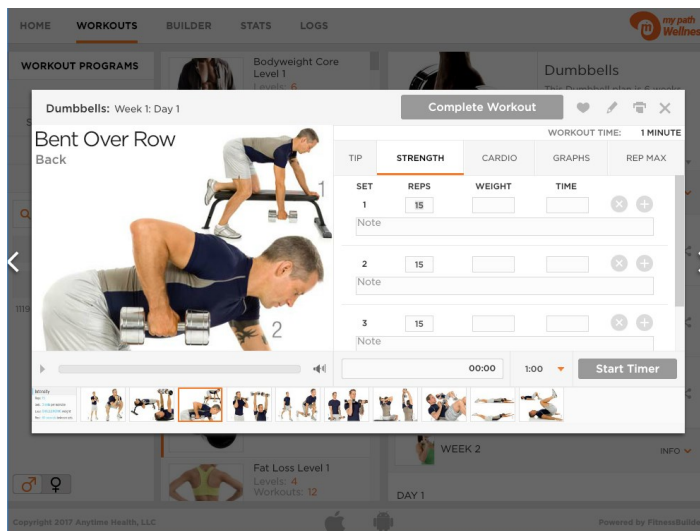 HOME WORKOUTS BUILDER STATS LOGS
my path
Wellness
WORKOUT PROGRAMS
Bodyweight Core
Level 1
Levels: 6
Dumbbells
This Dumbbell plan is 6 weeks
Dumbbells: Week 1: Day 1
Complete Workout
Bent Over Row
Back
1
2
WORKOUT TIME: 1 MINUTE
TIP STRENGTH CARDIO GRAPHS REP MAX
SET REPS WEIGHT TIME
1 15
Note
2 15
Note
3 15
Note
00:00 1:00 Start Timer
1119
WEEK 2
INFO
Fat Loss Level 1
Levels: 4
Workouts: 12
DAY 1
Copyright 2017 Anytime Health, LLC
Powered by FitnessBuilder